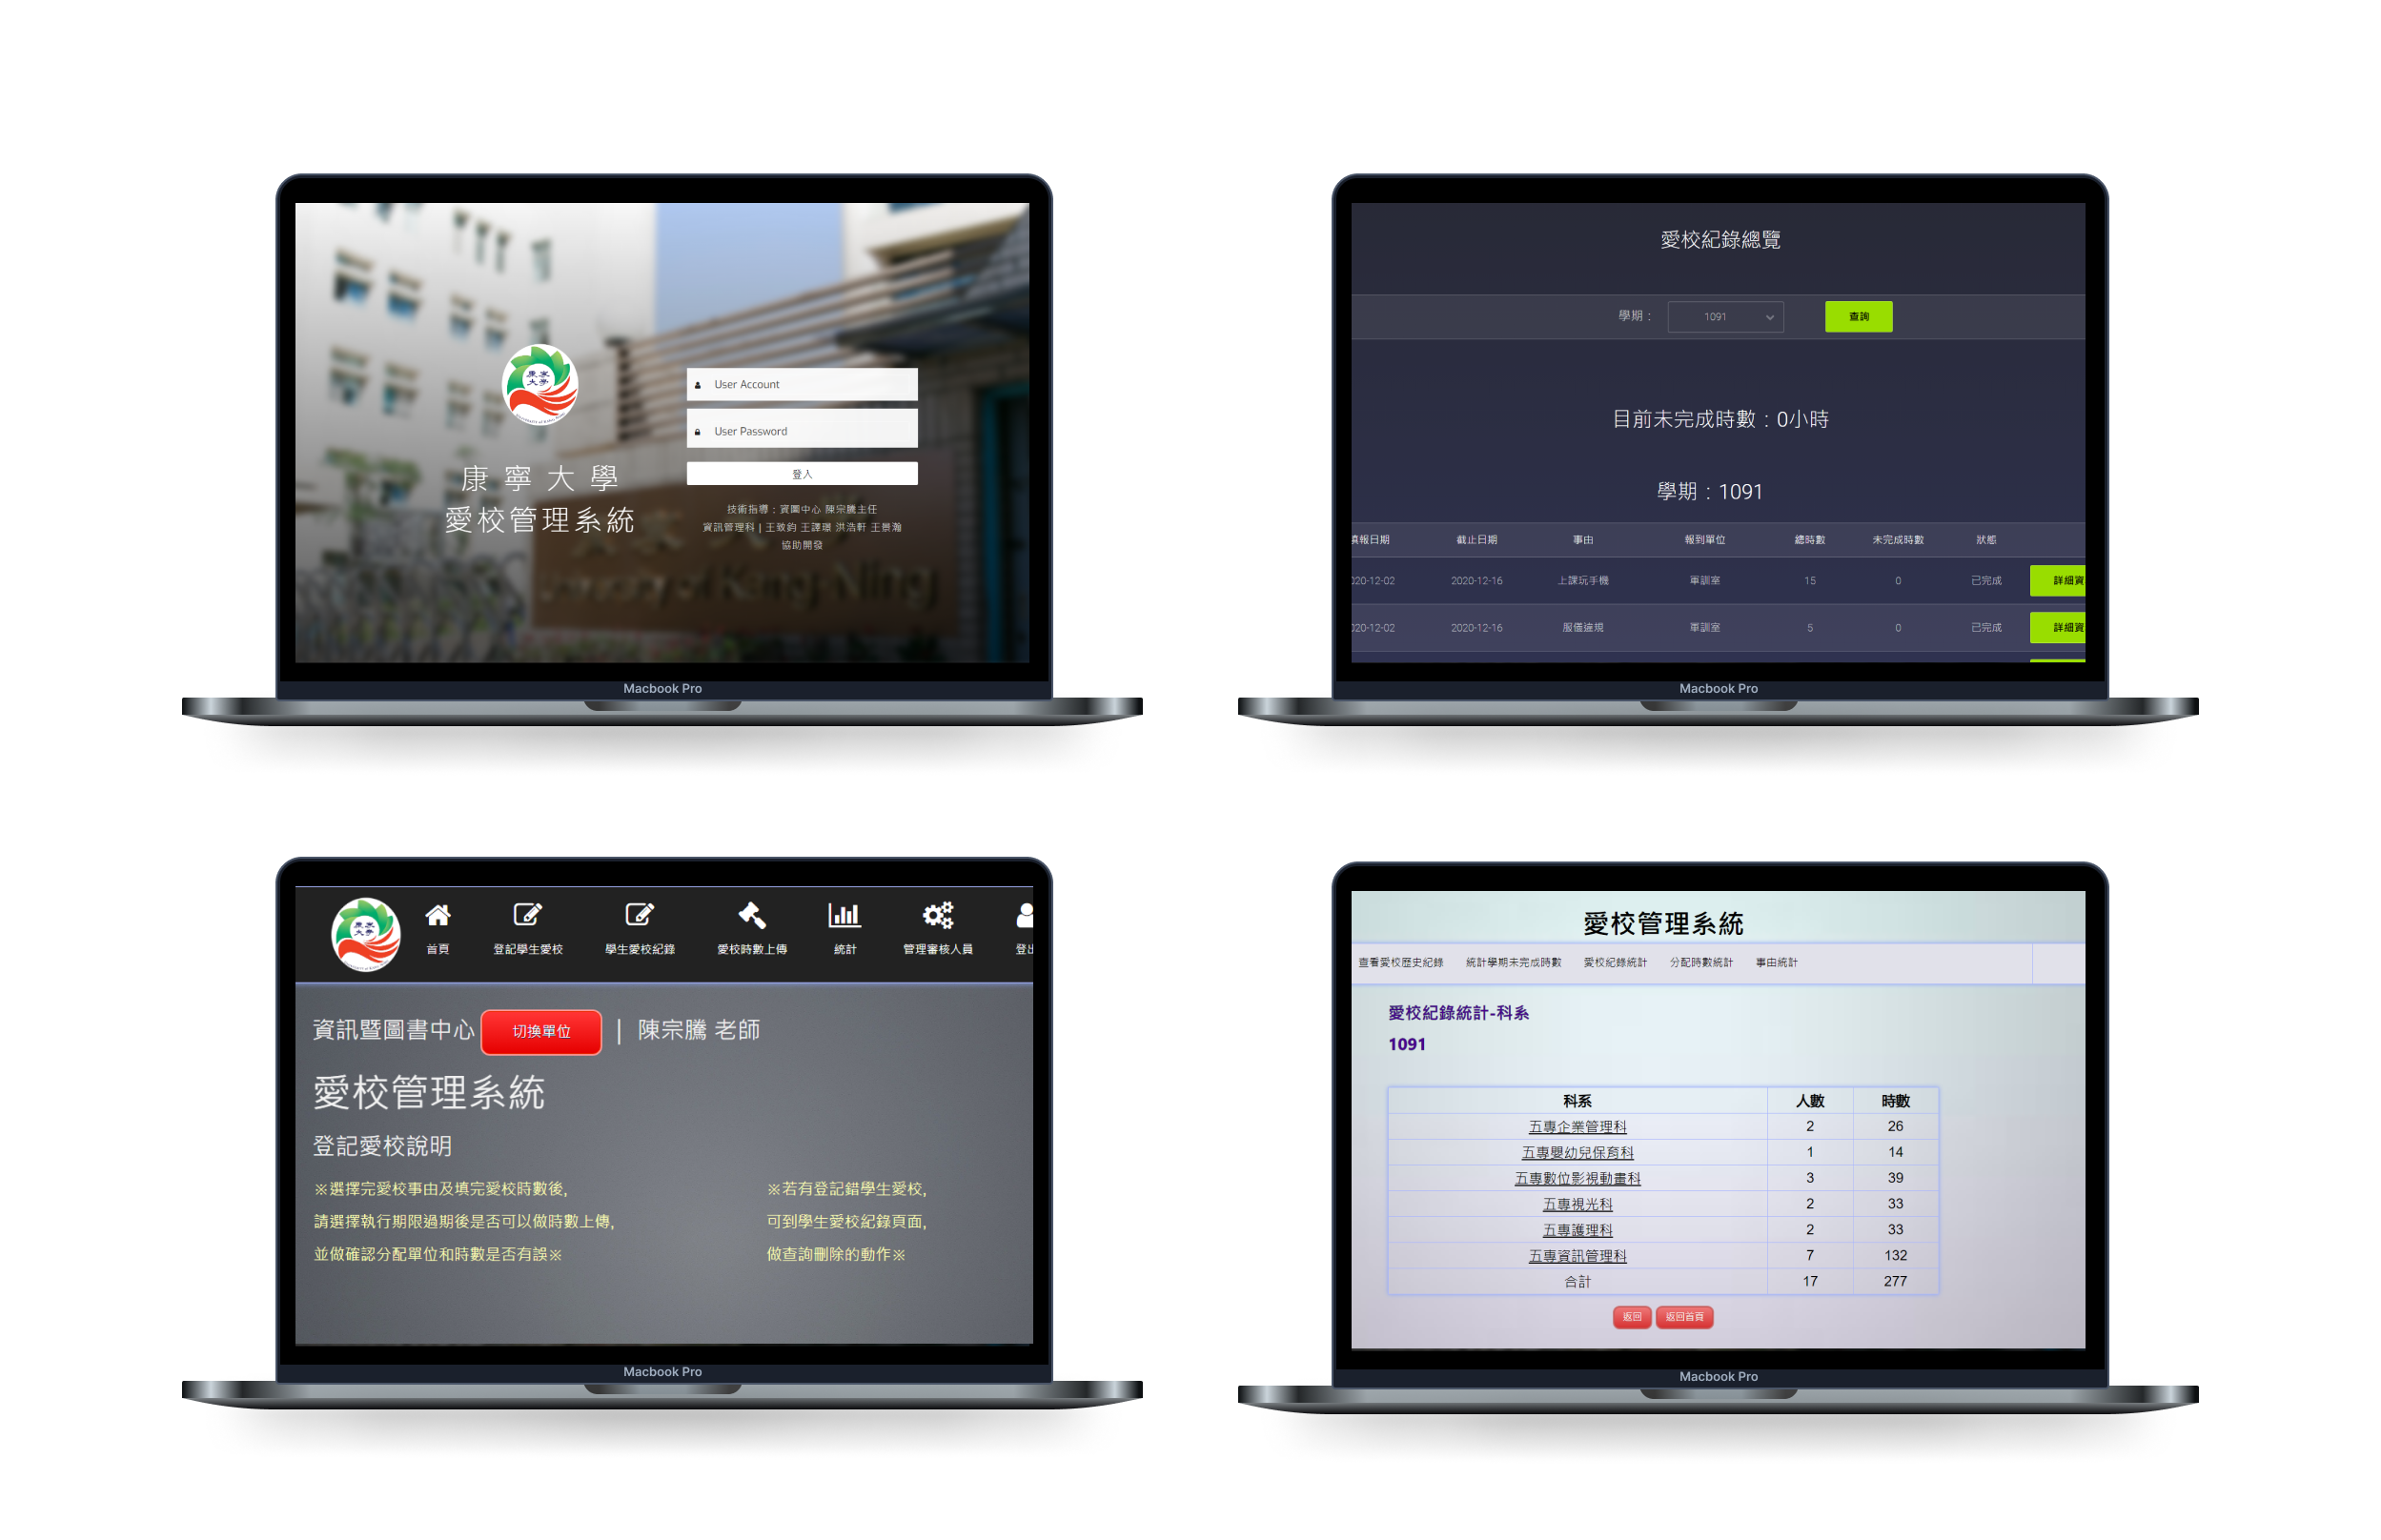 康寧大學
愛校管理系統
康寧
大學
User Account
User Password
登入
技術指導：資圖中心 陳宗騰主任
資訊管理科 | 王致鈞 王譯璟 洪浩軒 王景瀚
協助開發
University of Kang Ning
Macbook Pro
愛校紀錄總覽
學期： 1091 查詢
目前未完成時數：0小時
學期：1091
填報日期 截止日期 事由 報到單位 總時數 未完成時數 狀態
020-12-02 2020-12-16 上課玩手機 軍訓室 15 0 已完成 詳細資
020-12-02 2020-12-16 服儀違規 軍訓室 5 0 已完成 詳細資
Macbook Pro
康寧
大學
首頁 登記學生愛校 學生愛校紀錄 愛校時數上傳 統計 管理審核人員 登出
資訊暨圖書中心 切換單位 | 陳宗騰 老師
愛校管理系統
登記愛校說明
※選擇完愛校事由及填完愛校時數後，
請選擇執行期限過期後是否可以做時數上傳，
並做確認分配單位和時數是否有誤※
※若有登記錯學生愛校，
可到學生愛校紀錄頁面，
做查詢刪除的動作※
Macbook Pro
愛校管理系統
查看愛校歷史紀錄 統計學期未完成時數 愛校紀錄統計 分配時數統計 事由統計
愛校紀錄統計-科系
1091
科系 人數 時數
五專企業管理科 2 26
五專嬰幼兒保育科 1 14
五專數位影視動畫科 3 39
五專視光科 2 33
五專護理科 2 33
五專資訊管理科 7 132
合計 17 277
返回 返回首頁
Macbook Pro